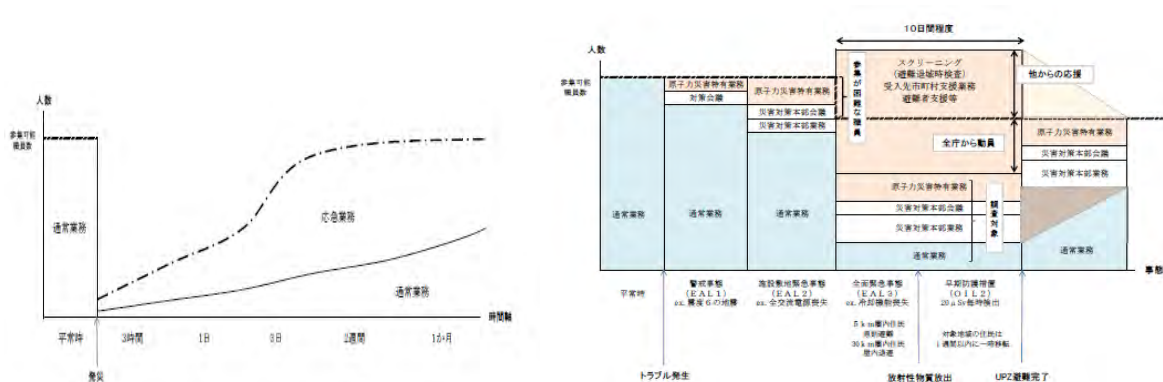 人数
参集可能
職員数
通常業務
応急業務
通常業務
時間軸
平常時
3時間
1日
3日
2週間
1か月
発災
10日間程度
人数
参集可能
職員数
原子力災害特有業務
対策会議
原子力災害特有業務
災害対策本部会議
災害対策本部業務
参集が困難な職員
スクリーニング
(避難退域時検査)
受入先市町村支援業務
避難者支援等
他からの応援
全庁から動員
原子力災害特有業務
災害対策本部会議
災害対策本部業務
通常業務
調査対象
原子力災害特有業務
災害対策本部会議
災害対策本部業務
通常業務
通常業務
通常業務
通常業務
事態
平常時
警戒事態
(EAL1)
ex.震度6の地震
施設敷地緊急事態
(EAL2)
ex.全交流電源喪失
全面緊急事態
(EAL3)
ex.冷却機能喪失
早期防護措置
(OIL2)
20μSv毎時検出
5km圏内住民
30km圏内住民
屋内退避
対象地域の住民は
1週間以内に一時移転
トラブル発生
放射性物質放出
UPZ避難完了